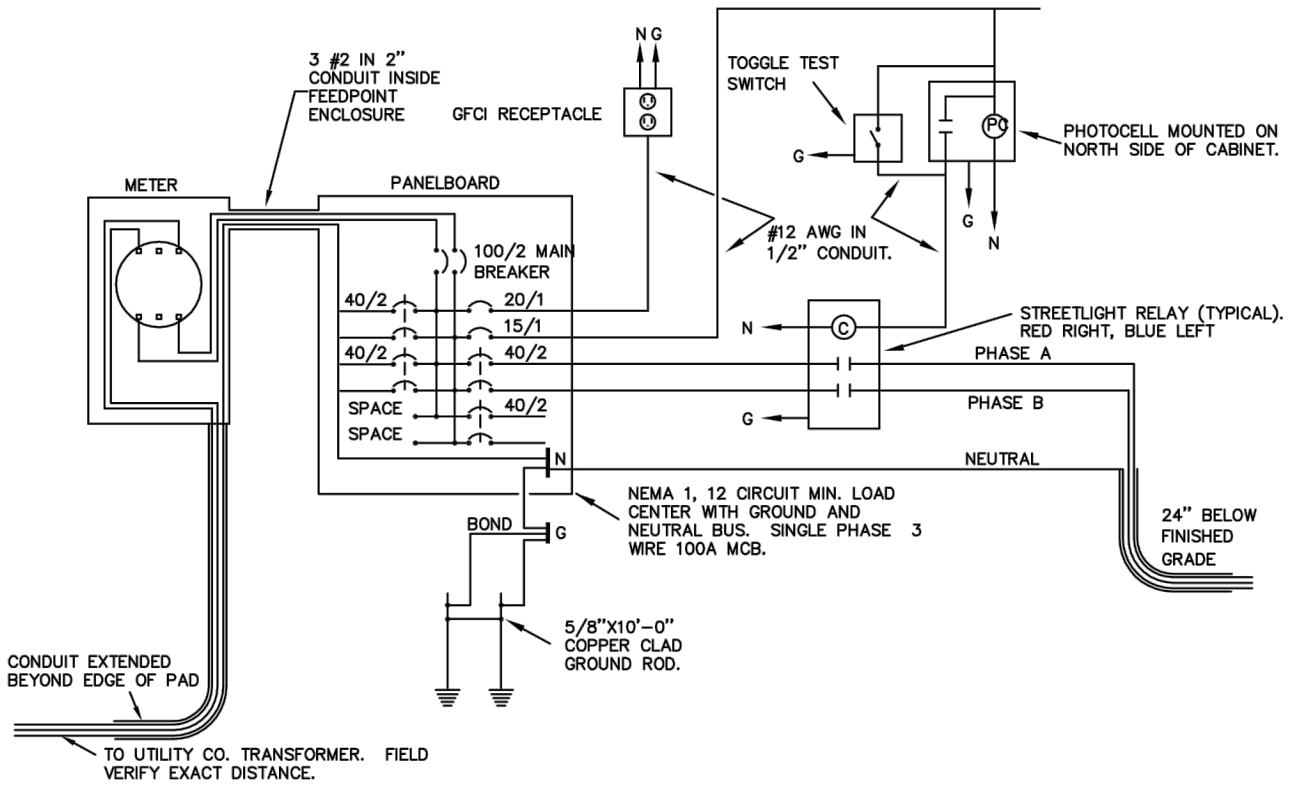 N G
3 #2 IN 2"
CONDUIT INSIDE
FEEDPOINT
ENCLOSURE
GFCI RECEPTACLE
TOGGLE TEST
SWITCH
G
PC
PHOTOCELL MOUNTED ON
NORTH SIDE OF CABINET.
G
N
METER
PANELBOARD
#12 AWG IN
1/2" CONDUIT.
100/2 MAIN
BREAKER
40/2
20/1
15/1
40/2
40/2
SPACE
40/2
SPACE
N
C
STREETLIGHT RELAY (TYPICAL).
RED RIGHT, BLUE LEFT
PHASE A
PHASE B
G
N
NEUTRAL
NEMA 1, 12 CIRCUIT MIN. LOAD
CENTER WITH GROUND AND
NEUTRAL BUS. SINGLE PHASE 3
WIRE 100A MCB.
BOND
G
24" BELOW
FINISHED
GRADE
5/8"X10'-0"
COPPER CLAD
GROUND ROD.
CONDUIT EXTENDED
BEYOND EDGE OF PAD
TO UTILITY CO. TRANSFORMER. FIELD
VERIFY EXACT DISTANCE.